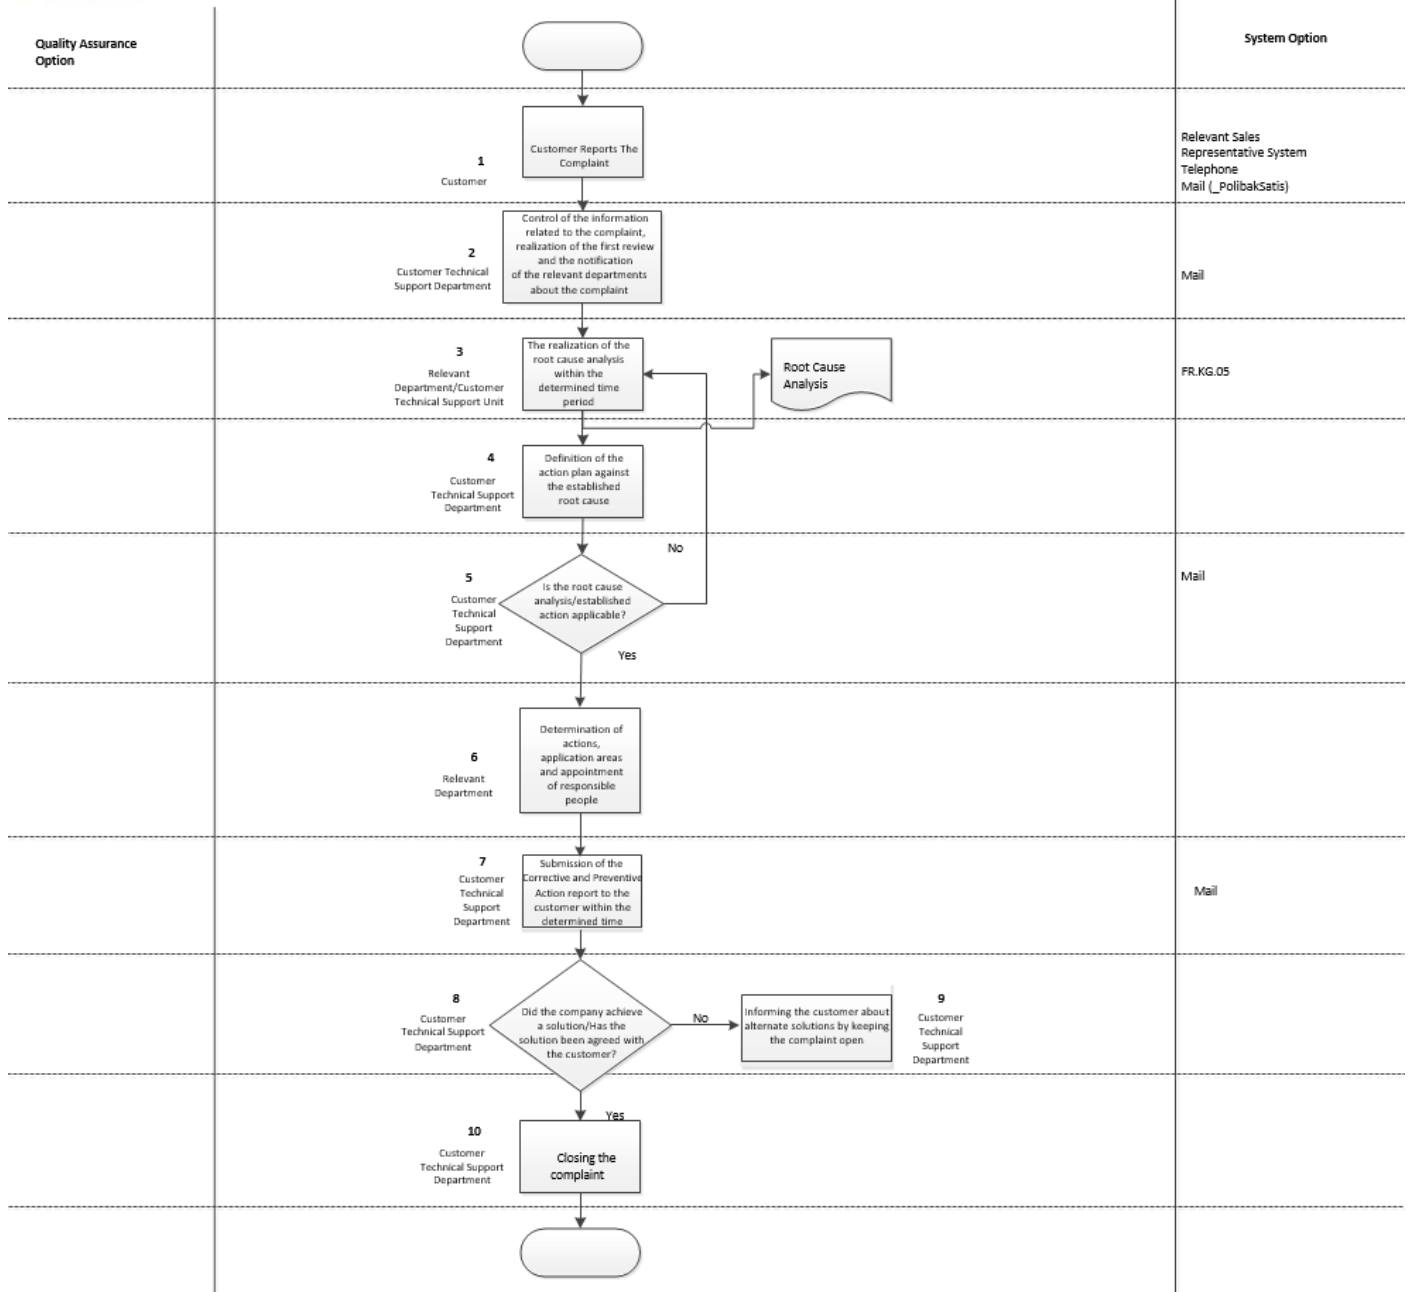 Quality Assurance
Option
System Option
Customer Reports The
Complaint
1
Customer
Relevant Sales
Representative System
Telephone
Mail (_PolibakSatis)
Control of the information
related to the complaint,
realization of the first review
and the notification
of the relevant departments
about the complaint
2
Customer Technical
Support Department
Mail
3
Relevant
Department/Customer
Technical Support Unit
The realization of the
root cause analysis
within the
determined time
period
Root Cause
Analysis
FR.KG.05
4
Customer
Technical Support
Department
Definition of the
action plan against
the established
root cause
No
5
Customer
Technical
Support
Department
Is the root cause
analysis/established
action applicable?
Mail
Yes
6
Relevant
Department
Determination of
actions,
application areas
and appointment
of responsible
people
7
Customer
Technical
Support
Department
Submission of the
Corrective and Preventive
Action report to the
customer within the
determined time
Mail
8
Customer
Technical Support
Department
Did the company achieve
a solution/Has the
solution been agreed with
the customer?
No
Informing the customer about
alternate solutions by keeping
the complaint open
9
Customer
Technical
Support
Department
Yes
10
Customer
Technical Support
Department
Closing the
complaint